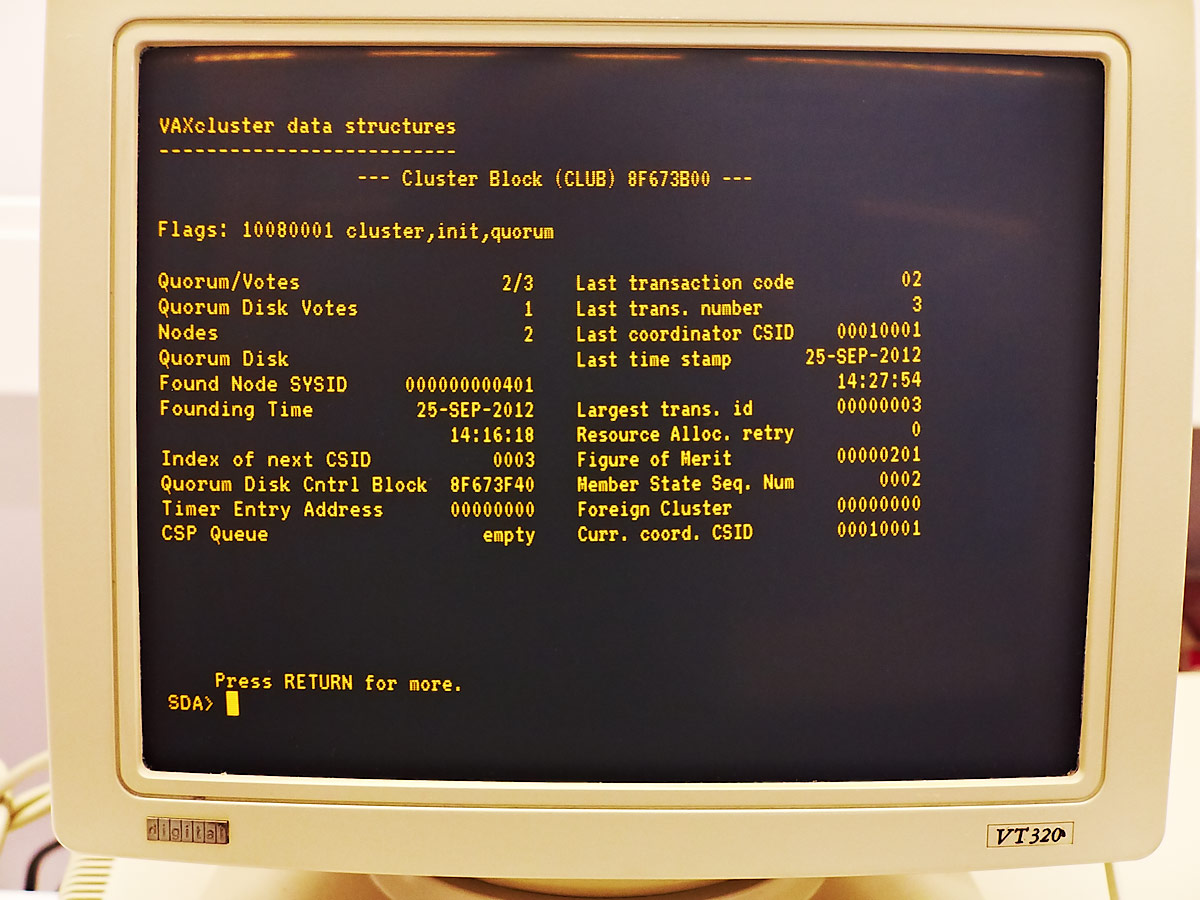 VAXcluster data structures
--------------------------
--- Cluster Block (CLUB) 8F673B00 ---
Flags: 10080001 cluster,init,quorum
Quorum/Votes 2/3 Last transaction code 02
Quorum Disk Votes 1 Last trans. number 3
Nodes 2 Last coordinator CSID 00010001
Quorum Disk Last time stamp 25-SEP-2012
Found Node SYSID 000000000401 14:27:54
Founding Time 25-SEP-2012 Largest trans. id 00000003
14:16:18 Resource Alloc. retry 0
Index of next CSID 0003 Figure of Merit 00000201
Quorum Disk Cntrl Block 8F673F40 Member State Seq. Num 0002
Timer Entry Address 00000000 Foreign Cluster 00000000
CSP Queue empty Curr. coord. CSID 00010001
Press RETURN for more.
SDA>
digital VT320